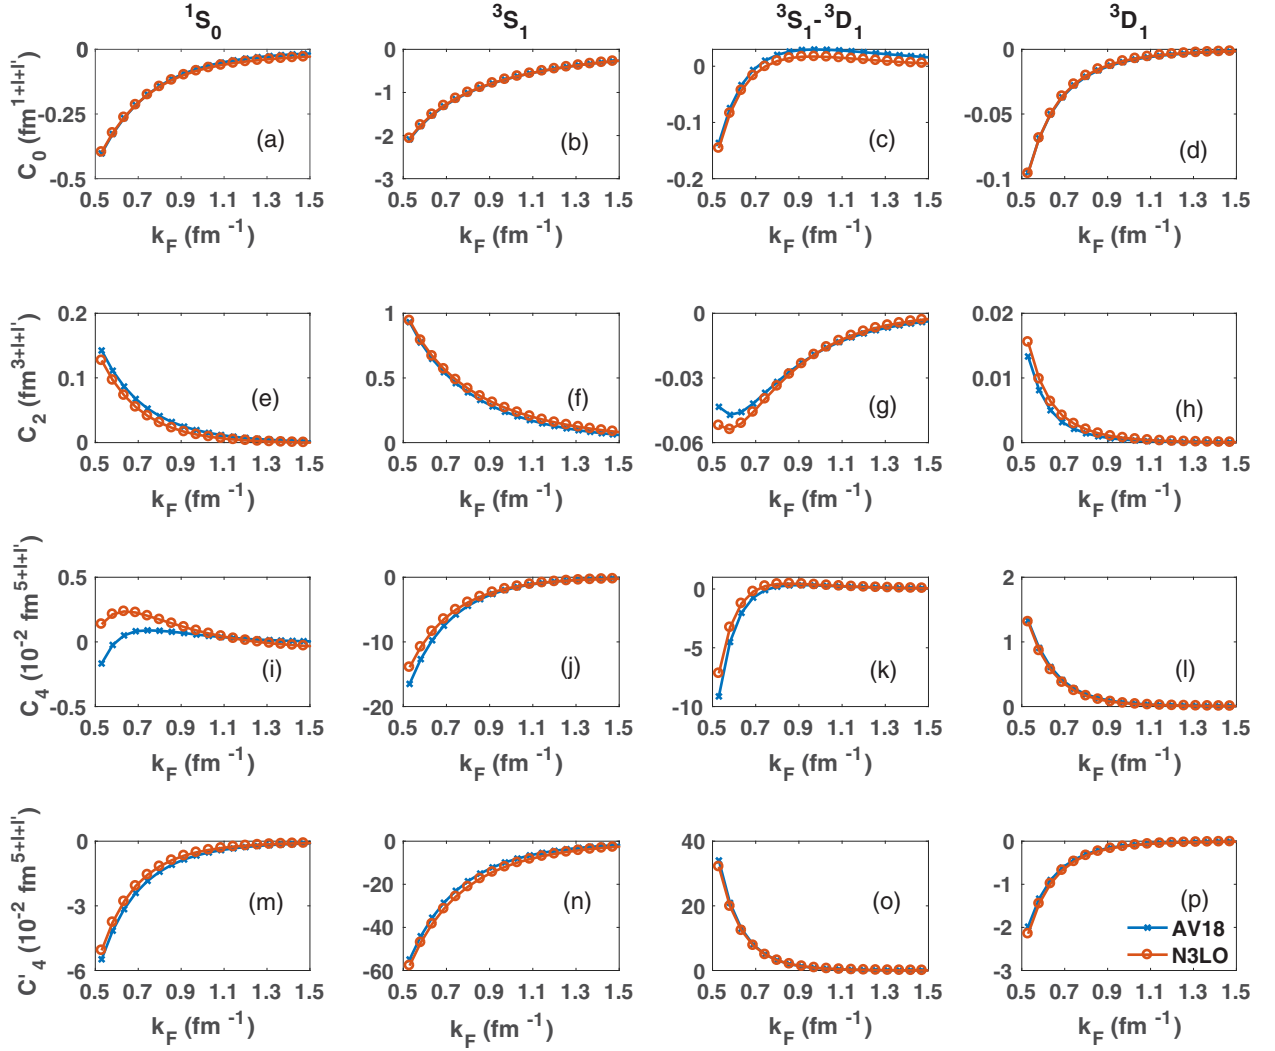 ¹S₀ ³S₁ ³S₁-³D₁ ³D₁
C₀ (fm^{1+l+l'})
0 -0.25 -0.5
(a)
0.5 0.7 0.9 1.1 1.3 1.5
k_F (fm ⁻¹)
0 -1 -2 -3
(b)
0.5 0.7 0.9 1.1 1.3 1.5
k_F (fm ⁻¹)
0 -0.1 -0.2
(c)
0.5 0.7 0.9 1.1 1.3 1.5
k_F (fm ⁻¹)
0 -0.05 -0.1
(d)
0.5 0.7 0.9 1.1 1.3 1.5
k_F (fm ⁻¹)
C₂ (fm^{3+l+l'})
0.2 0.1 0
(e)
0.5 0.7 0.9 1.1 1.3 1.5
k_F (fm ⁻¹)
1 0.5 0
(f)
0.5 0.7 0.9 1.1 1.3 1.5
k_F (fm ⁻¹)
0 -0.03 -0.06
(g)
0.5 0.7 0.9 1.1 1.3 1.5
k_F (fm ⁻¹)
0.02 0.01 0
(h)
0.5 0.7 0.9 1.1 1.3 1.5
k_F (fm ⁻¹)
C₄ (10⁻² fm^{5+l+l'})
0.5 0 -0.5
(i)
0.5 0.7 0.9 1.1 1.3 1.5
k_F (fm ⁻¹)
0 -10 -20
(j)
0.5 0.7 0.9 1.1 1.3 1.5
k_F (fm ⁻¹)
0 -5 -10
(k)
0.5 0.7 0.9 1.1 1.3 1.5
k_F (fm ⁻¹)
2 1 0
(l)
0.5 0.7 0.9 1.1 1.3 1.5
k_F (fm ⁻¹)
C'₄ (10⁻² fm^{5+l+l'})
0 -3 -6
(m)
0.5 0.7 0.9 1.1 1.3 1.5
k_F (fm ⁻¹)
0 -20 -40 -60
(n)
0.5 0.7 0.9 1.1 1.3 1.5
k_F (fm ⁻¹)
40 20 0
(o)
0.5 0.7 0.9 1.1 1.3 1.5
k_F (fm ⁻¹)
0 -1 -2 -3
(p)
AV18
N3LO
0.5 0.7 0.9 1.1 1.3 1.5
k_F (fm ⁻¹)